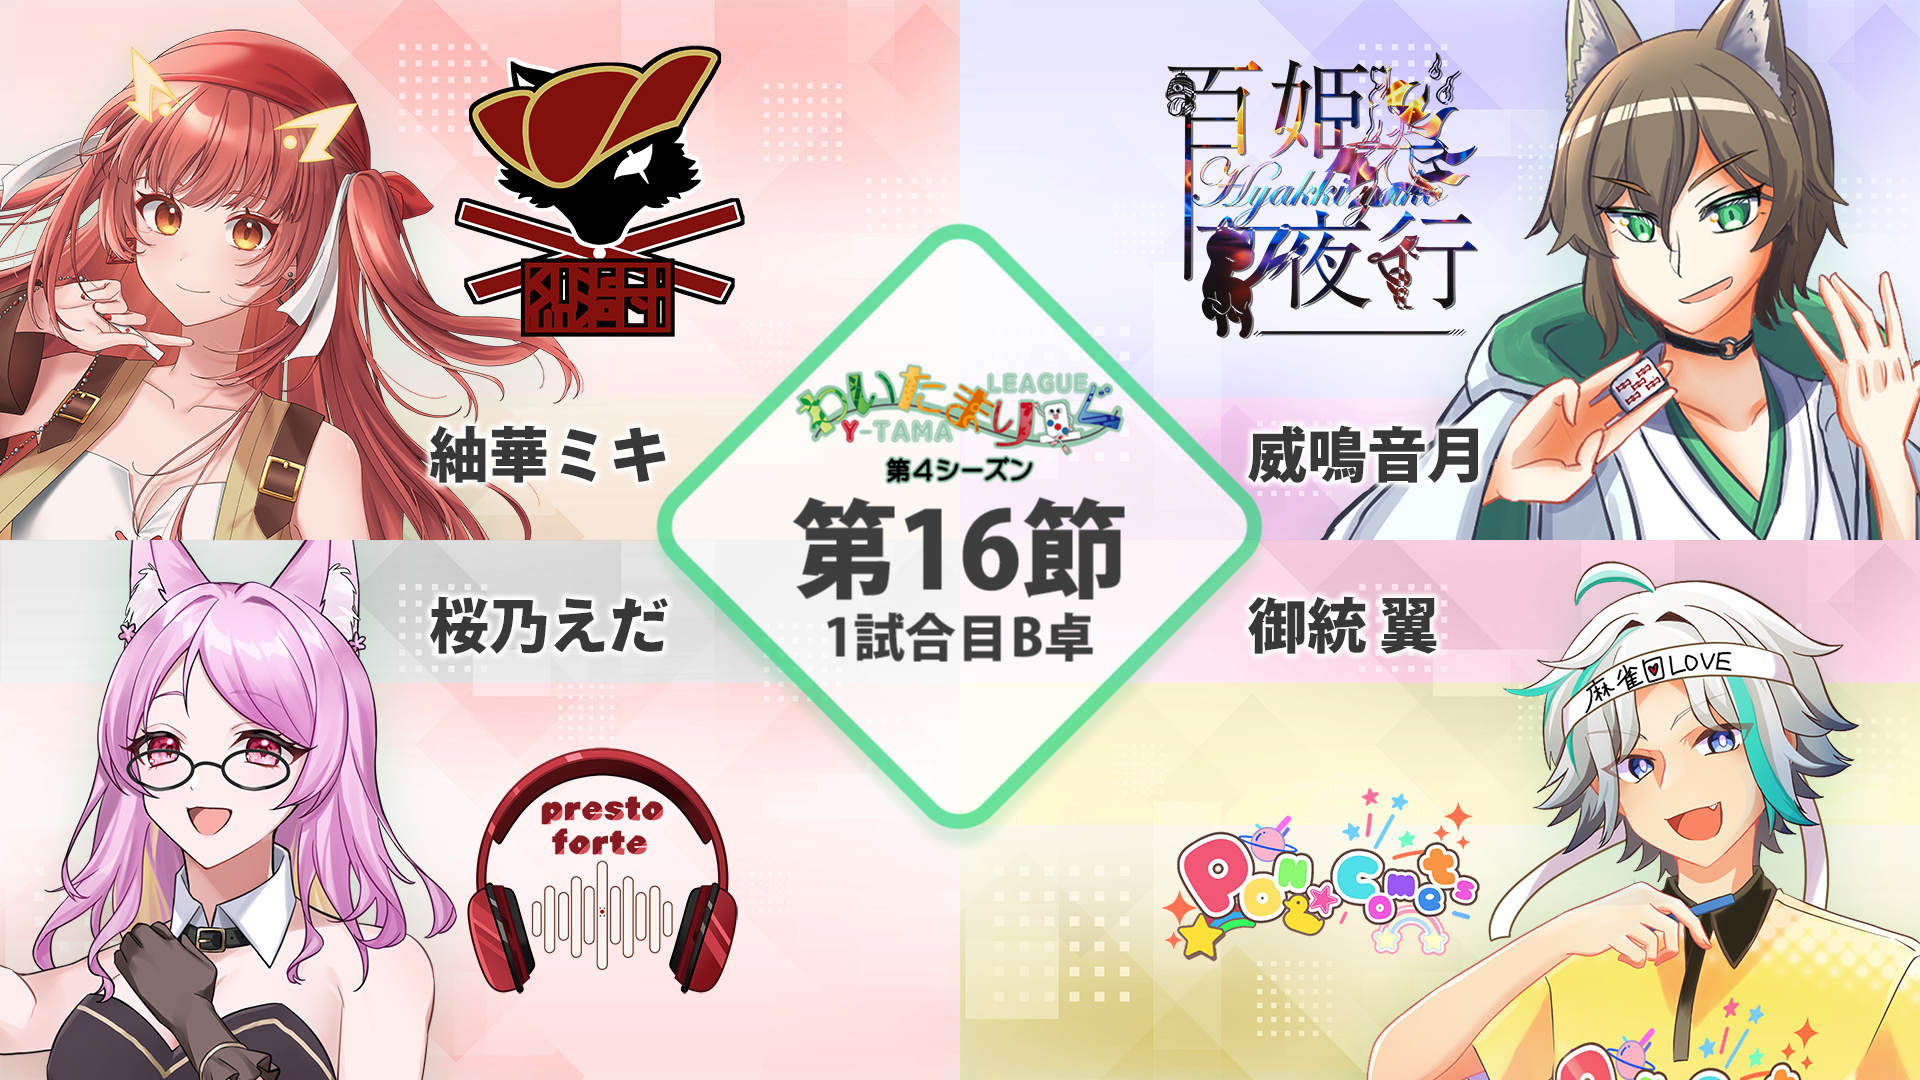 紬華ミキ
百姫
Hyakkiyako
夜行
威鳴音月
わいたまりーぐ
LEAGUE
Y-TAMA
第4シーズン
第16節
1試合目B卓
桜乃えだ
presto
forte
御統 翼
麻雀 LOVE
PON
Comets